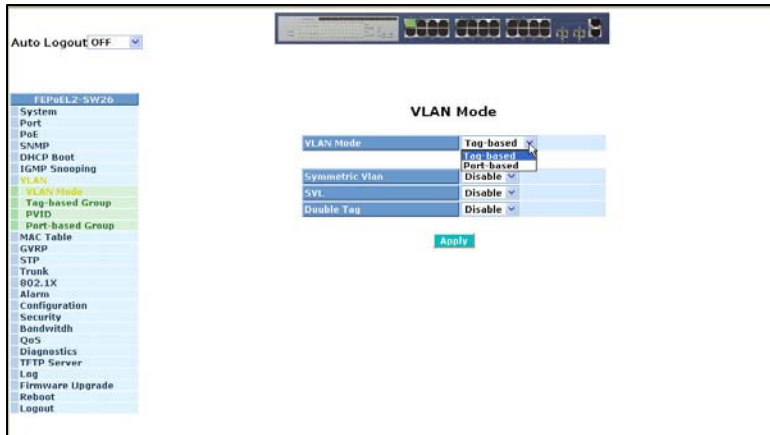 Auto Logout OFF
FEPoEL2-SW26
System
Port
PoE
SNMP
DHCP Boot
IGMP Snooping
VLAN
VLAN Mode
Tag-based Group
PVID
Port-based Group
MAC Table
GVRP
STP
Trunk
802.1X
Alarm
Configuration
Security
Bandwitdh
QoS
Diagnostics
TFTP Server
Log
Firmware Upgrade
Reboot
Logout
VLAN Mode
VLAN Mode Tag-based
Tag-based
Port-based
Symmetric Vlan Disable
SVL Disable
Double Tag Disable
Apply